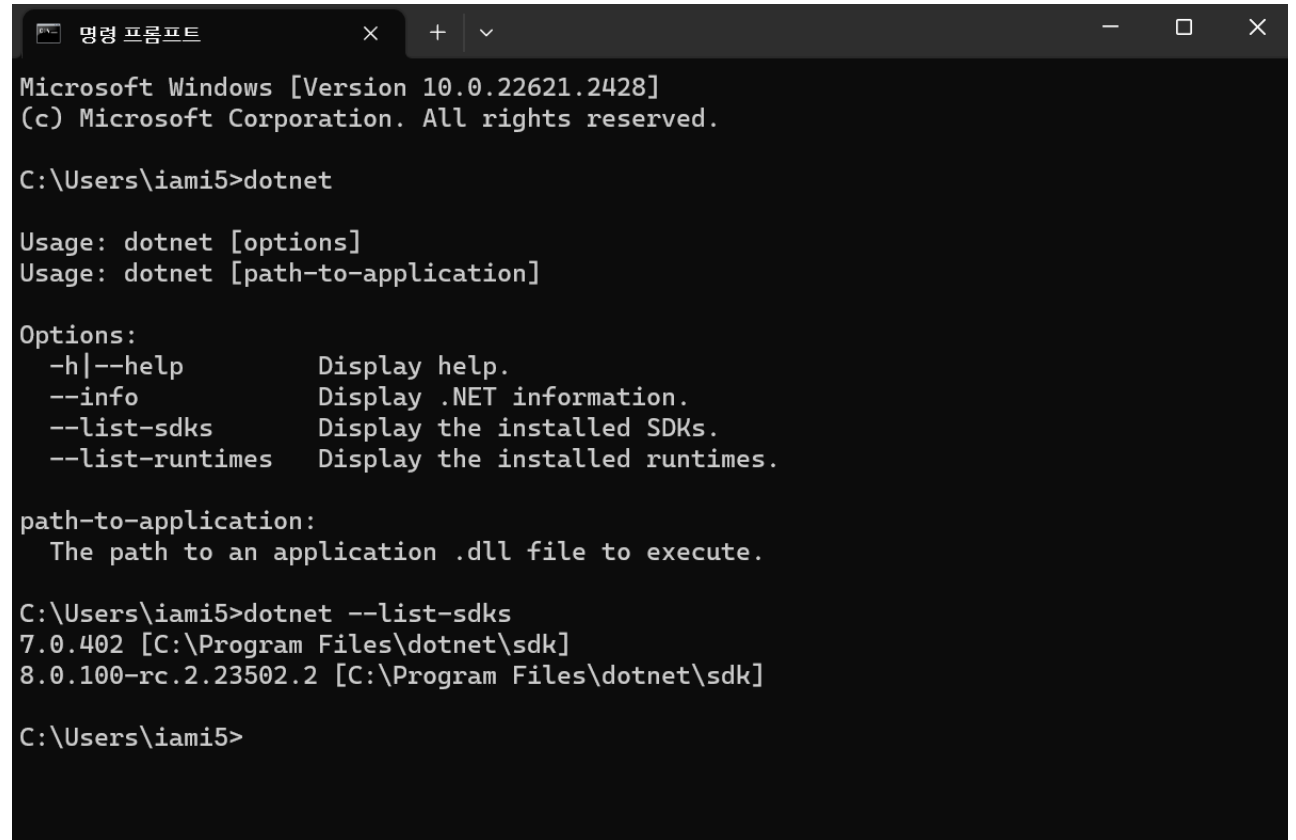 명령 프롬프트
Microsoft Windows [Version 10.0.22621.2428]
(c) Microsoft Corporation. All rights reserved.
C:\Users\iami5>dotnet
Usage: dotnet [options]
Usage: dotnet [path-to-application]
Options:
  -h|--help         Display help.
  --info            Display .NET information.
  --list-sdks       Display the installed SDKs.
  --list-runtimes   Display the installed runtimes.
path-to-application:
  The path to an application .dll file to execute.
C:\Users\iami5>dotnet --list-sdks
7.0.402 [C:\Program Files\dotnet\sdk]
8.0.100-rc.2.23502.2 [C:\Program Files\dotnet\sdk]
C:\Users\iami5>